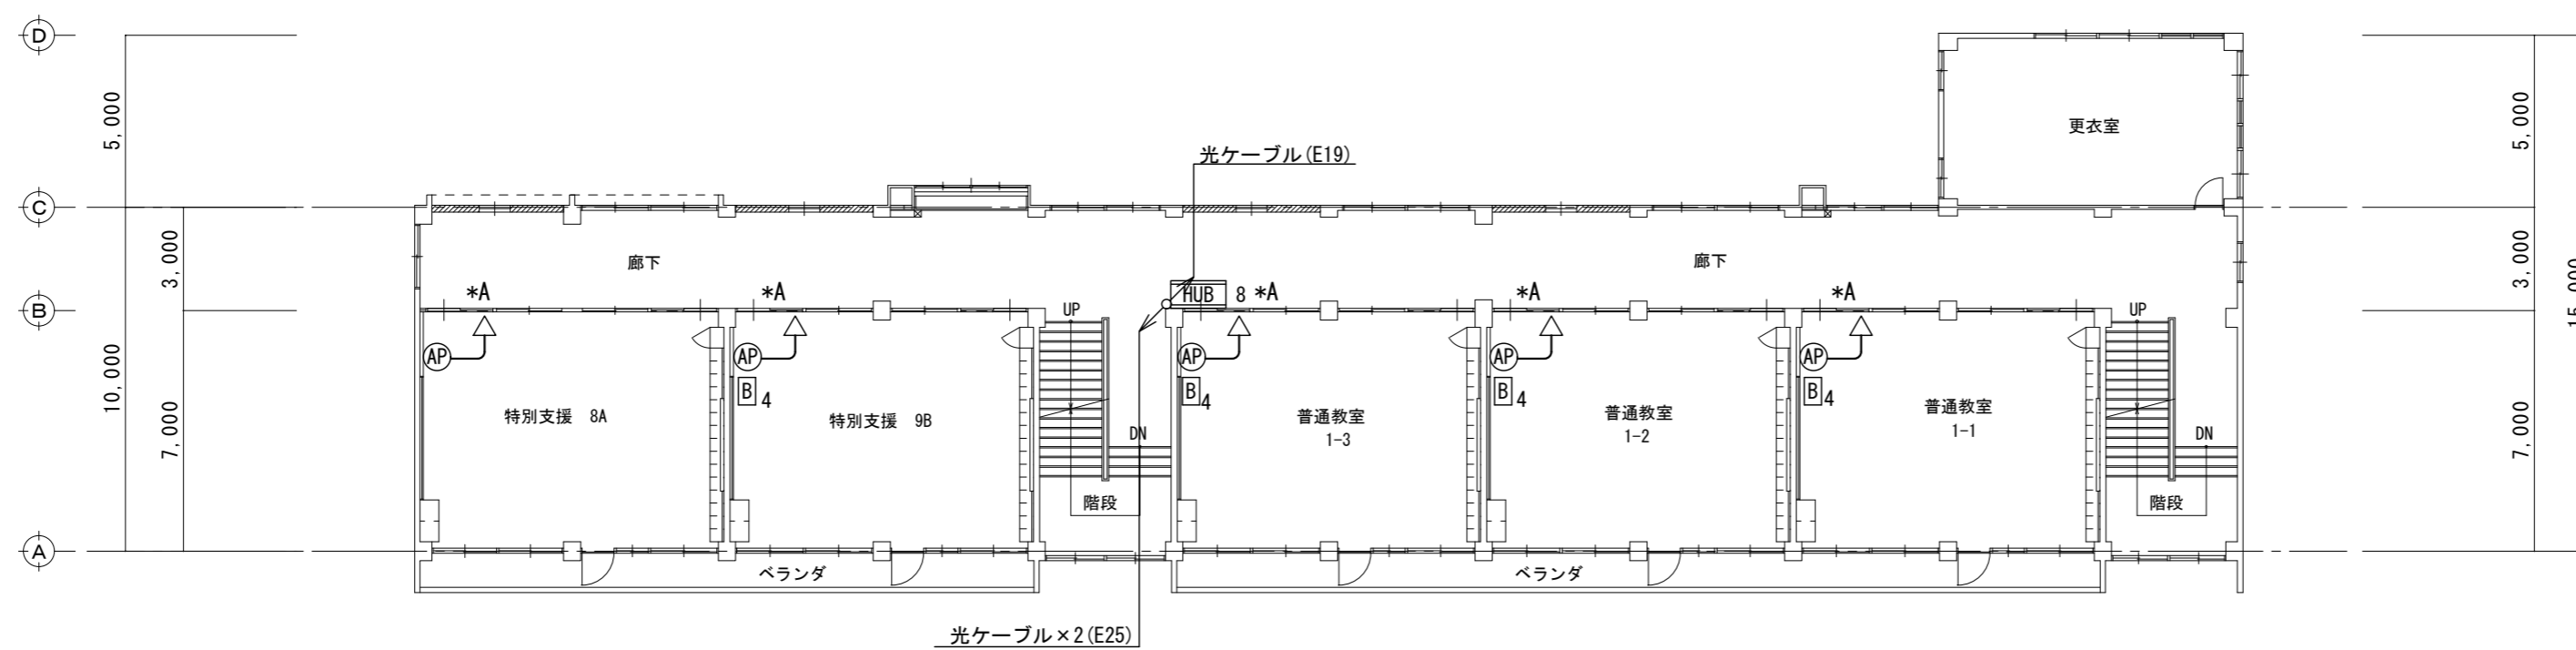 D
5,000
5,000
更衣室
光ケーブル(E19)
C
3,000
廊下
廊下
3,000
*A
*A
HUB 8 *A
*A
*A
B
UP
UP
10,000
AP
AP
AP
AP
AP
B 4
B 4
B 4
B 4
7,000
特別支援 8A
特別支援 9B
普通教室
1-3
普通教室
1-2
普通教室
1-1
7,000
DN
DN
階段
階段
A
ベランダ
ベランダ
光ケーブル×2(E25)